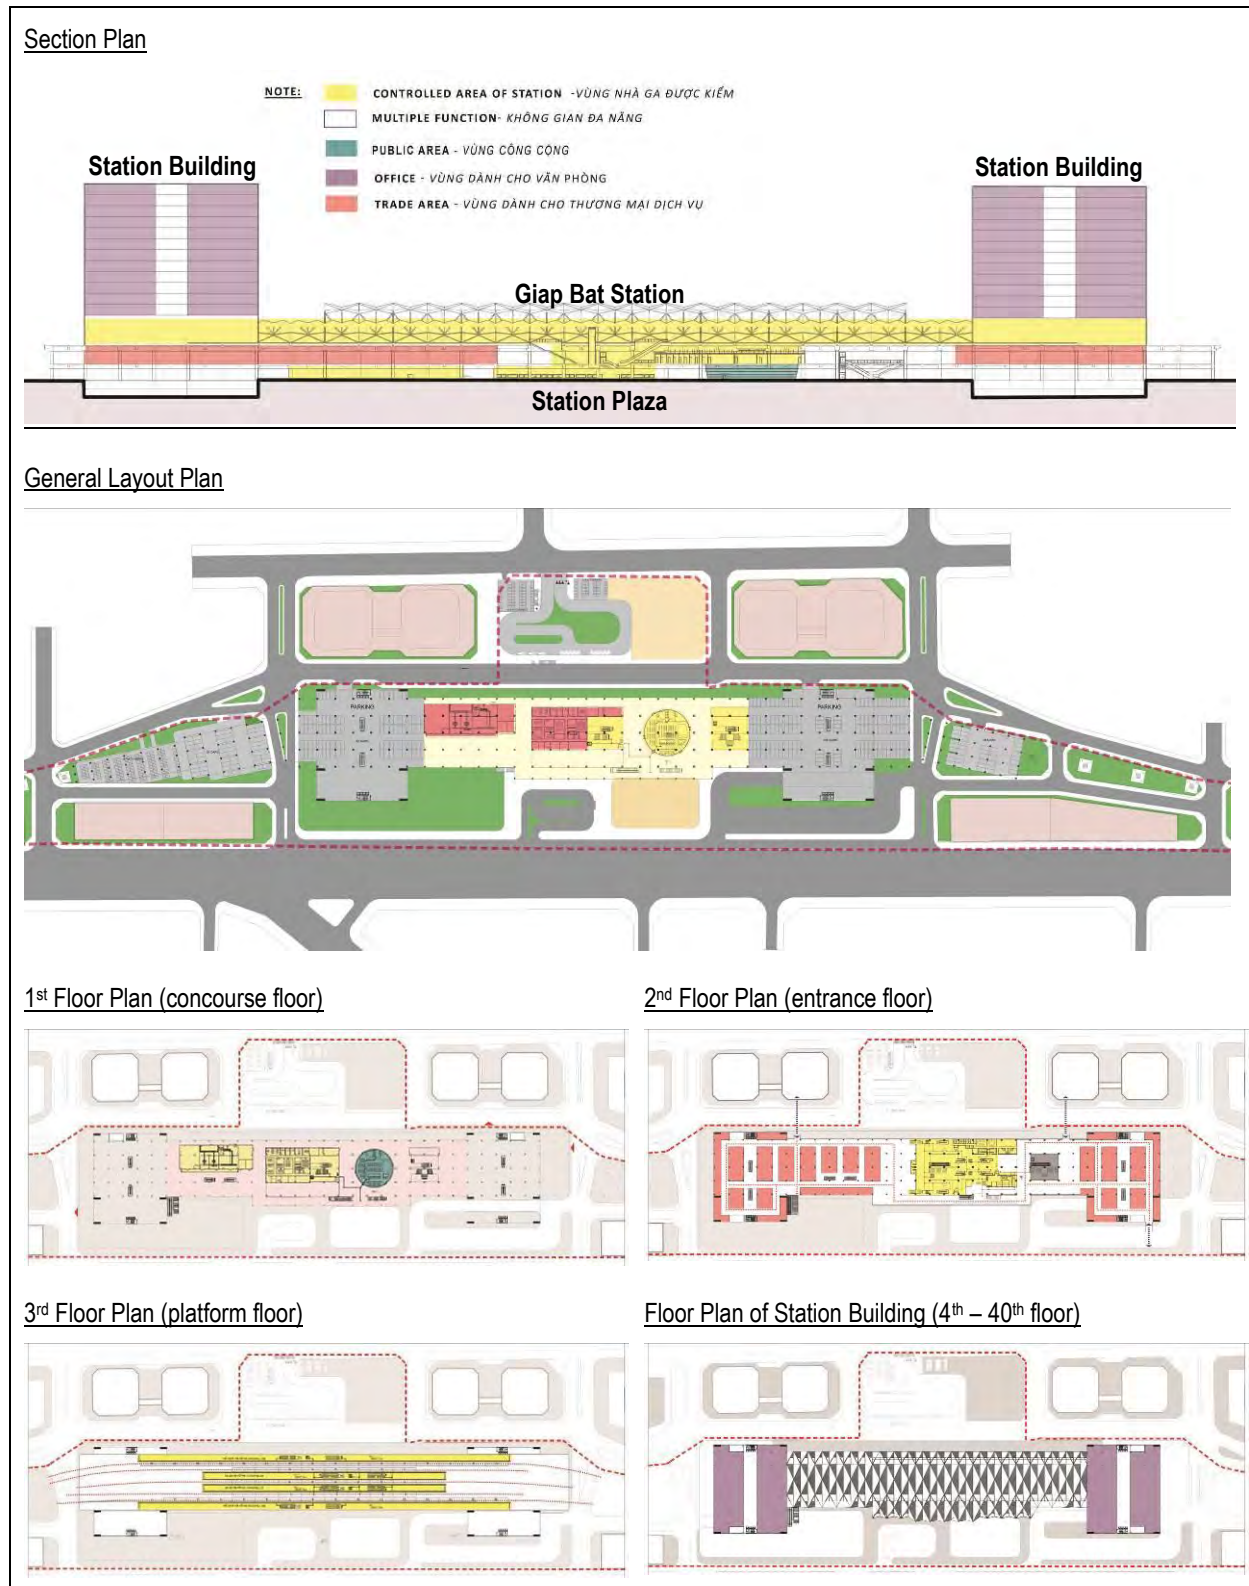 Section Plan
NOTE:
CONTROLLED AREA OF STATION - VÙNG NHÀ GA ĐƯỢC KIỂM
MULTIPLE FUNCTION- KHÔNG GIAN ĐA NĂNG
PUBLIC AREA - VÙNG CÔNG CỘNG
OFFICE - VÙNG DÀNH CHO VĂN PHÒNG
TRADE AREA - VÙNG DÀNH CHO THƯƠNG MẠI DỊCH VỤ
Station Building
Station Building
Giap Bat Station
Station Plaza
General Layout Plan
PARKING
PARKING
1st Floor Plan (concourse floor)
2nd Floor Plan (entrance floor)
3rd Floor Plan (platform floor)
Floor Plan of Station Building (4th – 40th floor)